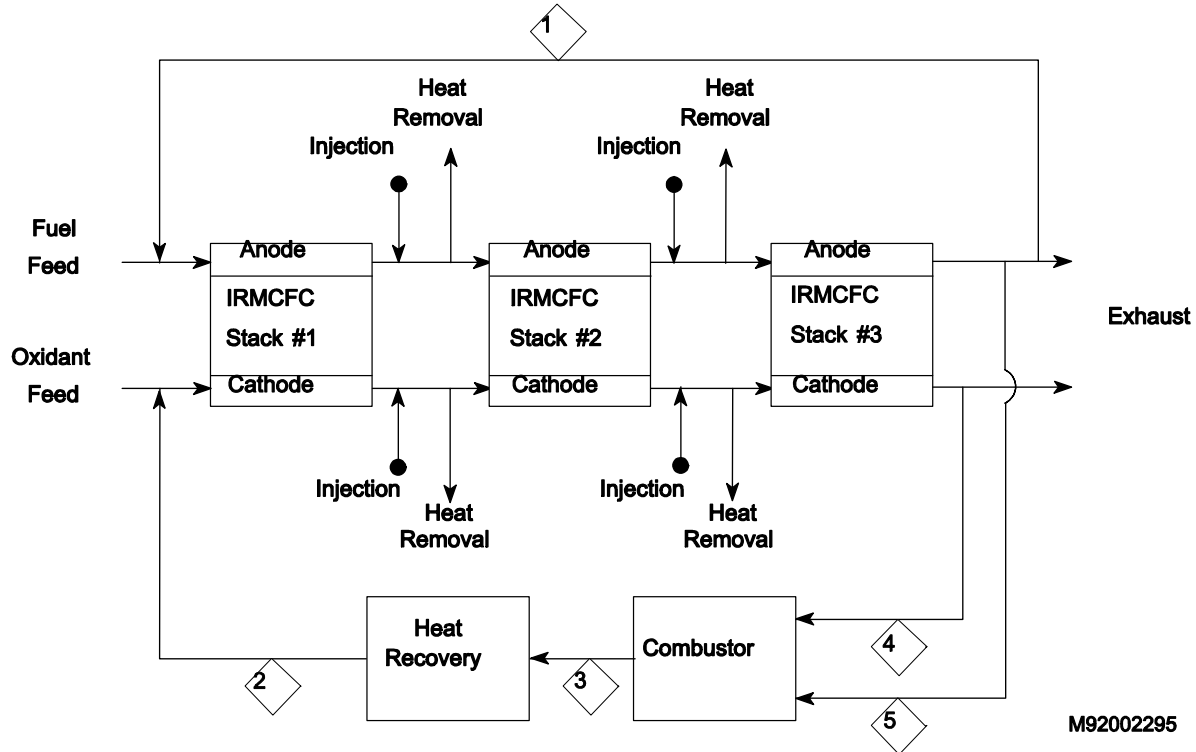 1
Heat
Removal
Heat
Removal
Injection
Injection
Fuel
Feed
Anode
Anode
Anode
IRMCFC
Stack #1
IRMCFC
Stack #2
IRMCFC
Stack #3
Exhaust
Oxidant
Feed
Cathode
Cathode
Cathode
Injection
Heat
Removal
Injection
Heat
Removal
Heat
Recovery
Combustor
2
3
4
5
M92002295